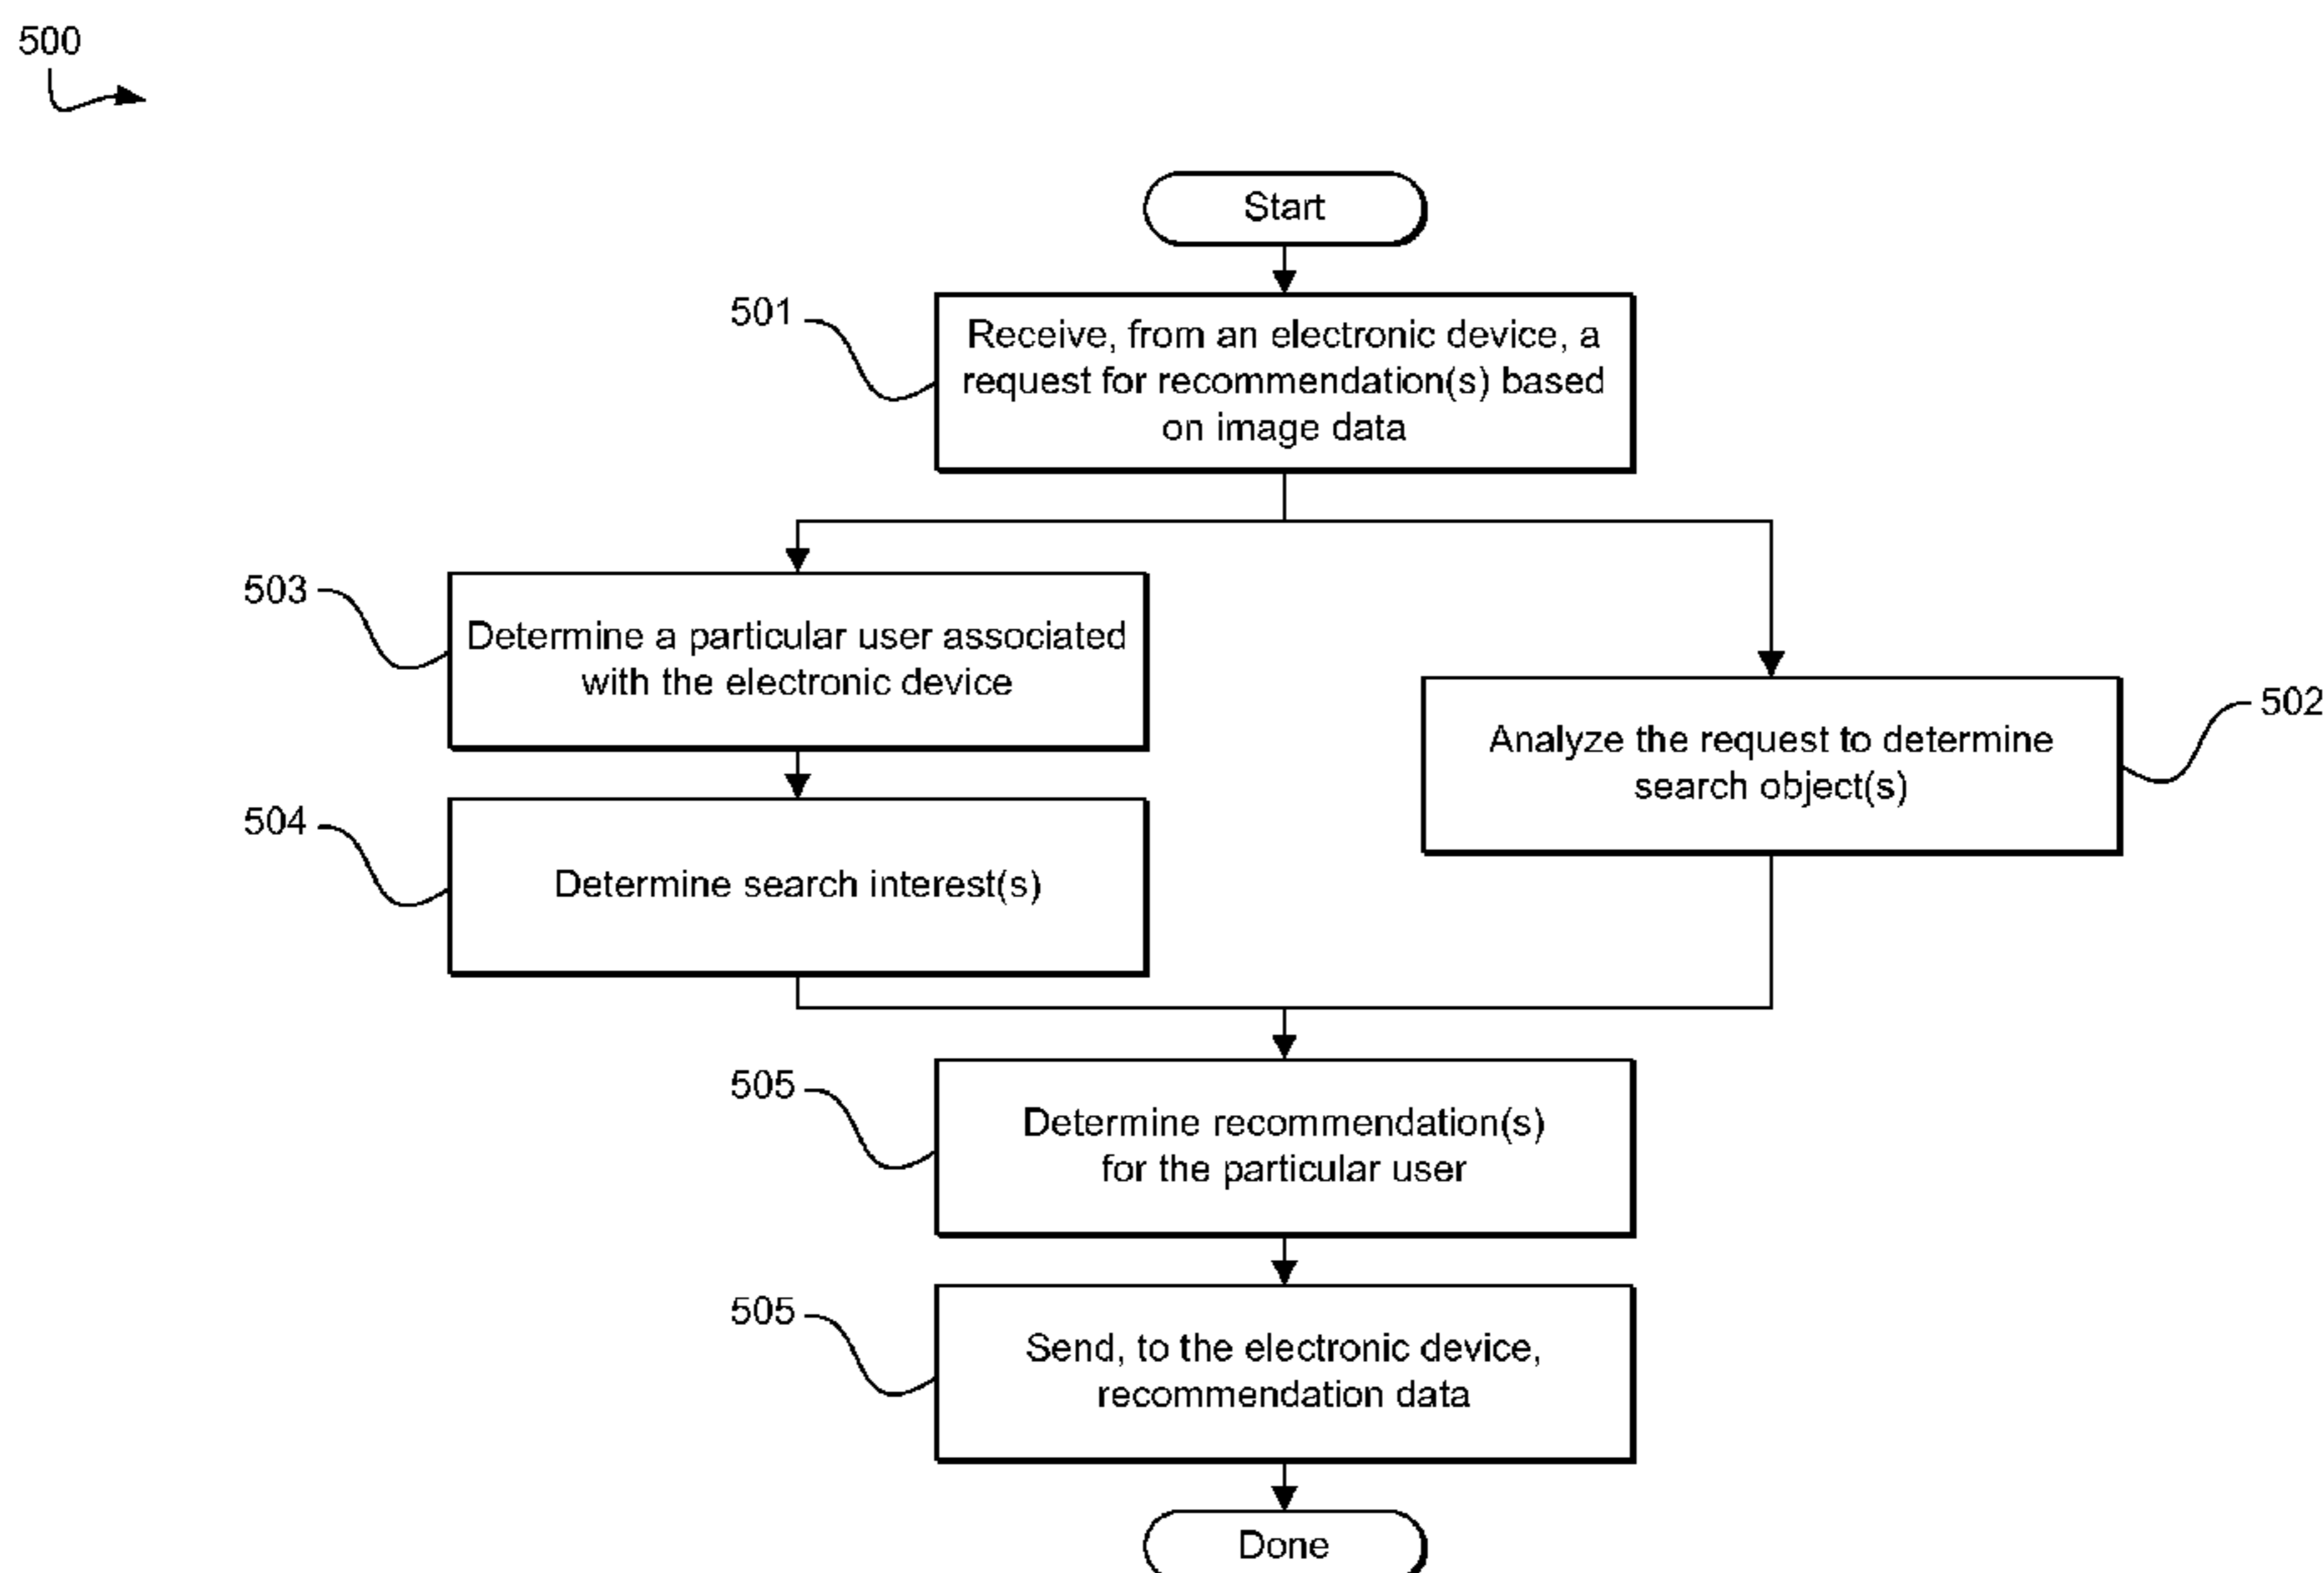 500
Start
501
Receive, from an electronic device, a
request for recommendation(s) based
on image data
503
Determine a particular user associated
with the electronic device
502
Analyze the request to determine
search object(s)
504
Determine search interest(s)
505
Determine recommendation(s)
for the particular user
505
Send, to the electronic device,
recommendation data
Done